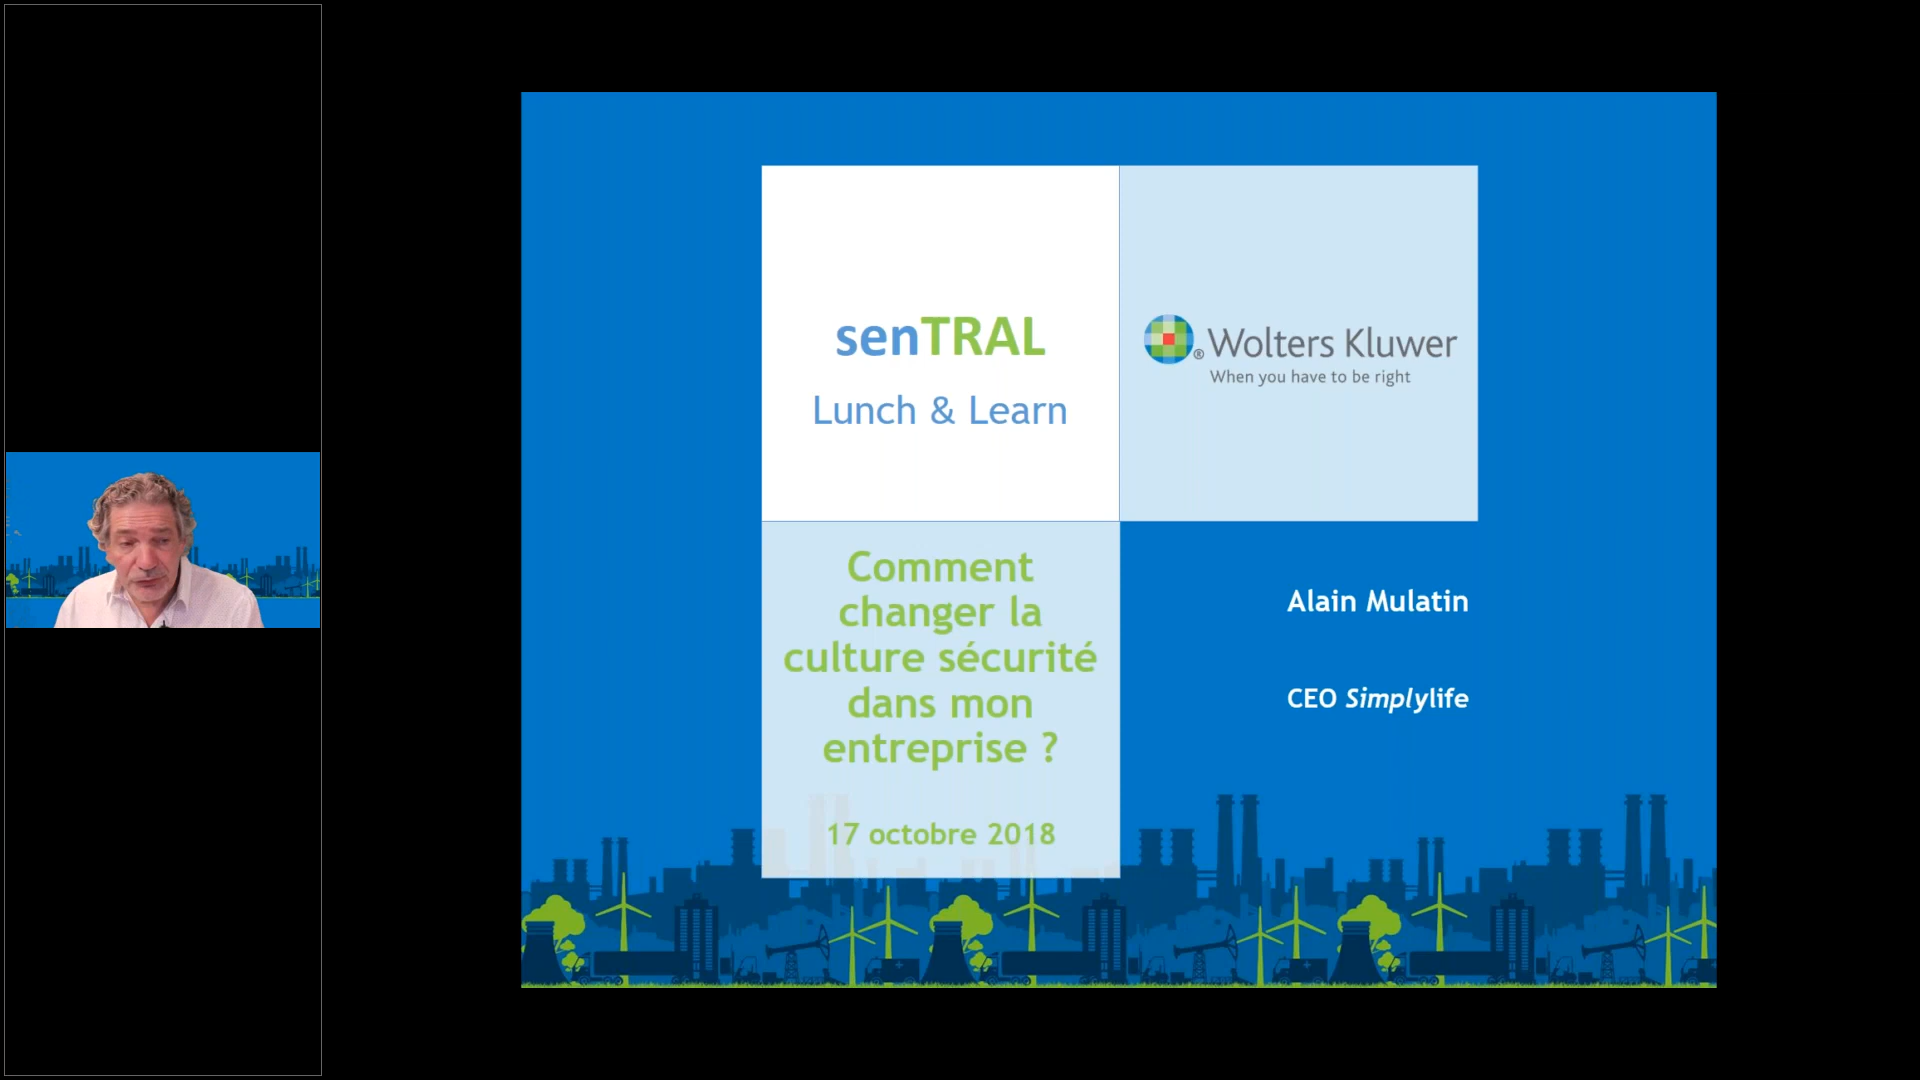 senTRAL
Lunch & Learn
® Wolters Kluwer
When you have to be right
Comment
changer la
culture sécurité
dans mon
entreprise ?
17 octobre 2018
Alain Mulatin
CEO Simplylife